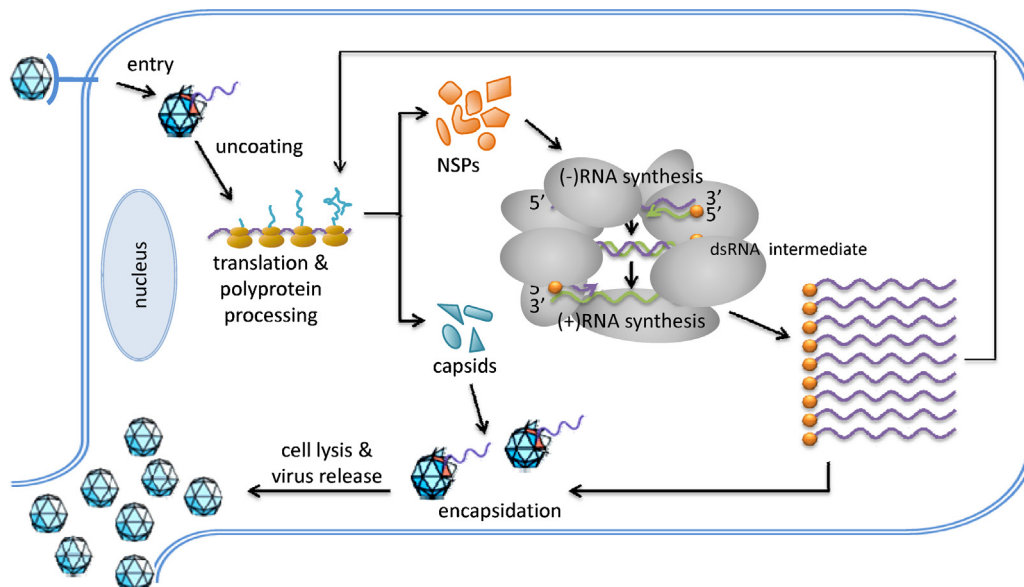 entry
uncoating
NSPs
(-)RNA synthesis
5’
3’
5’
dsRNA intermediate
nucleus
translation &
polyprotein
processing
5’
3’
(+)RNA synthesis
capsids
cell lysis &
virus release
encapsidation